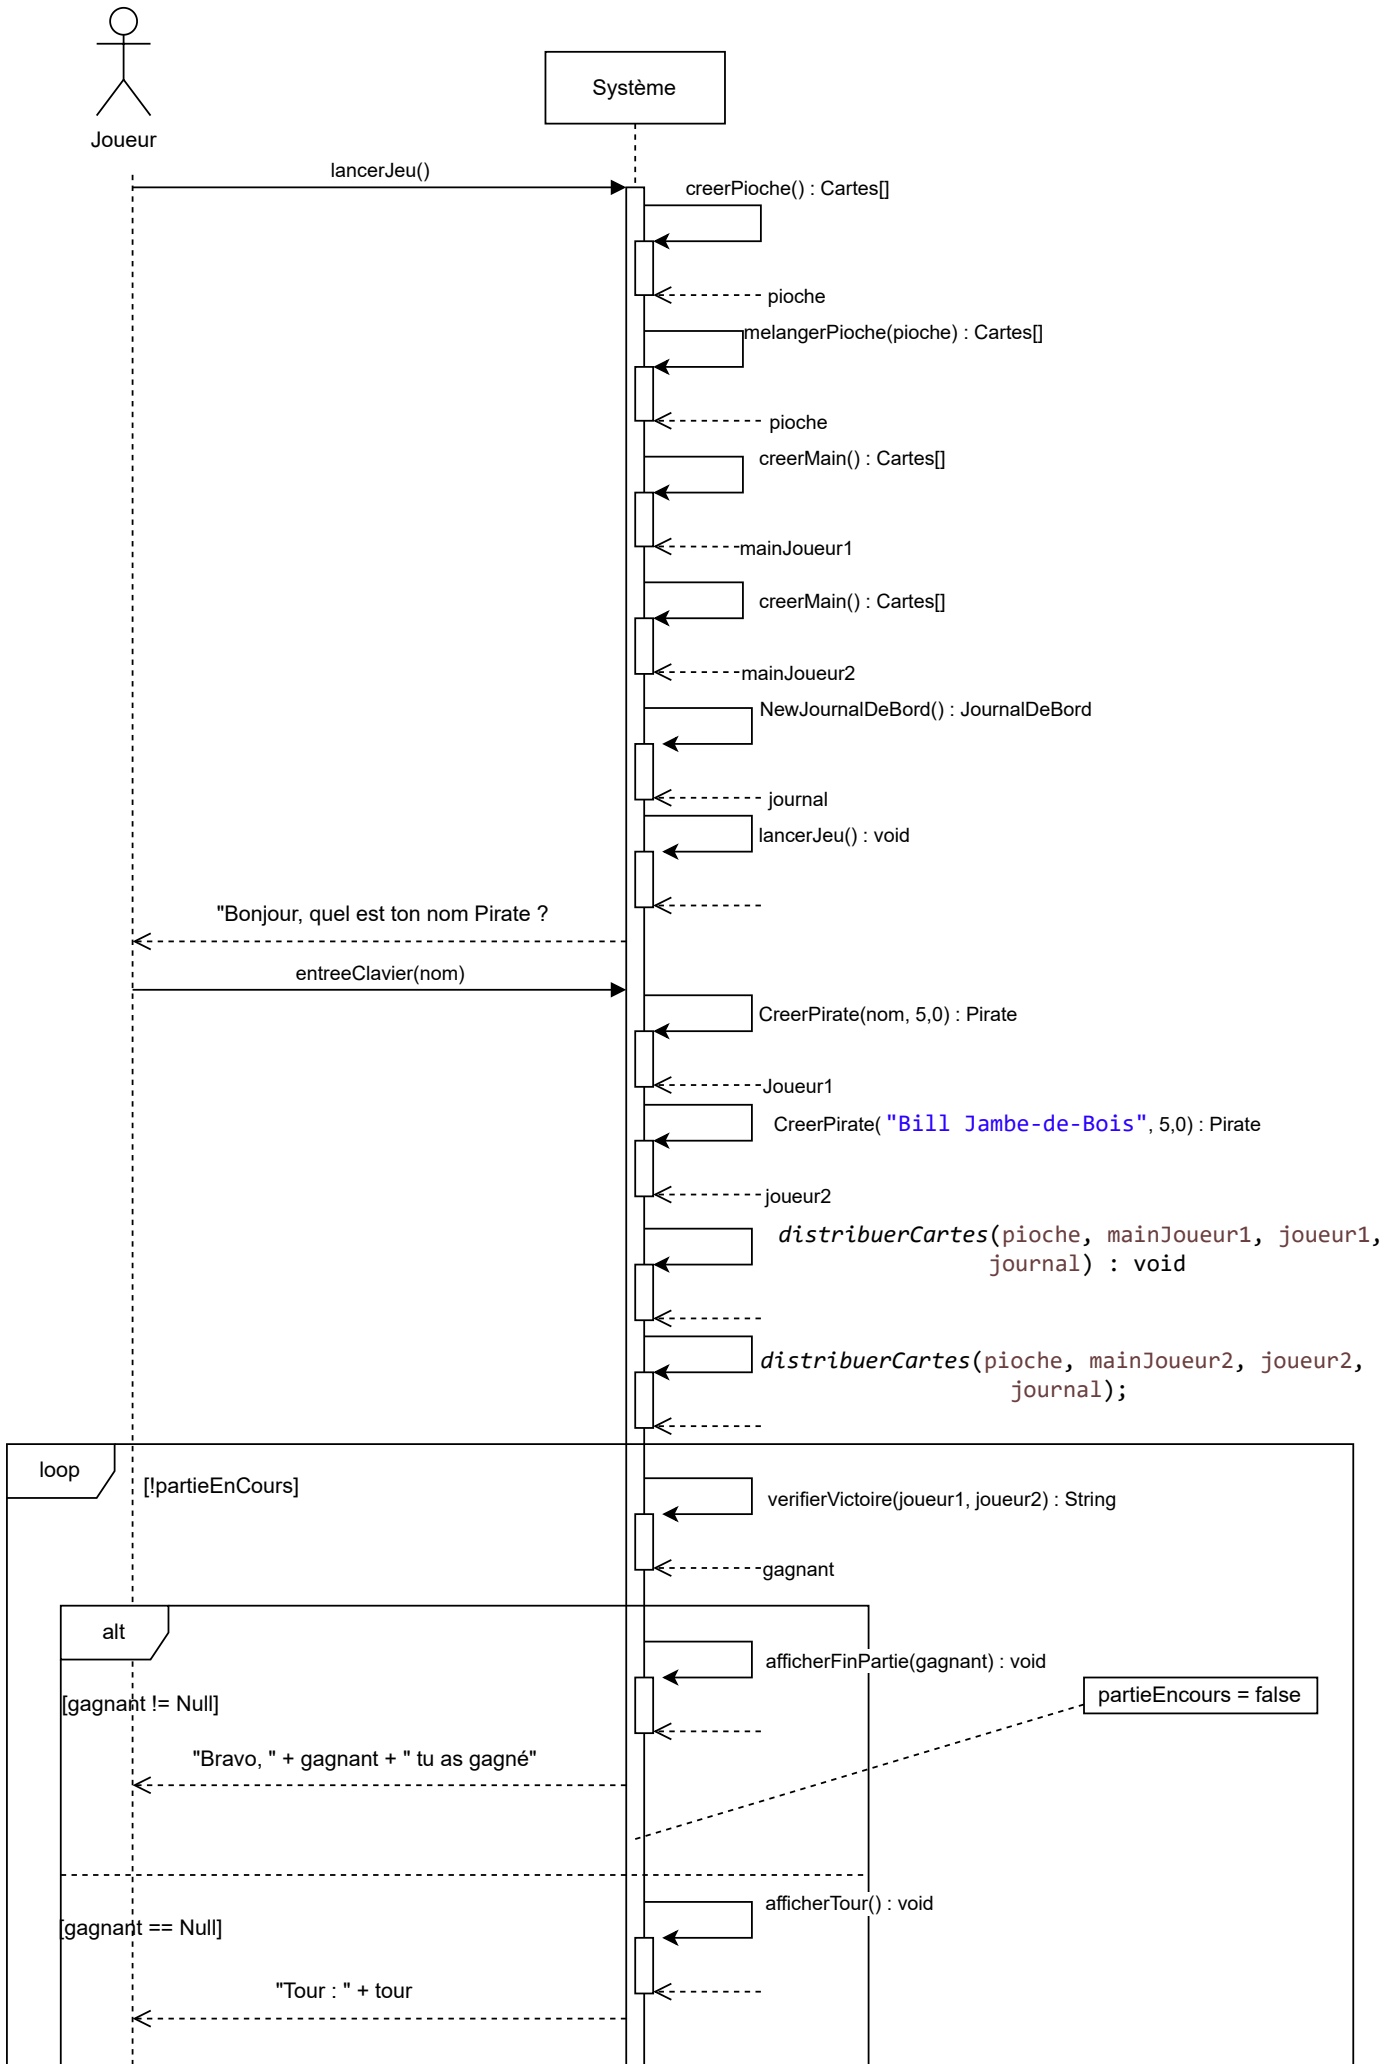 Joueur
Système
lancerJeu()
creerPioche() : Cartes[]
pioche
melangerPioche(pioche) : Cartes[]
pioche
creerMain() : Cartes[]
mainJoueur1
creerMain() : Cartes[]
mainJoueur2
NewJournalDeBord() : JournalDeBord
journal
lancerJeu() : void
"Bonjour, quel est ton nom Pirate ?
entreeClavier(nom)
CreerPirate(nom, 5,0) : Pirate
Joueur1
CreerPirate( "Bill Jambe-de-Bois", 5,0) : Pirate
joueur2
distribuerCartes(pioche, mainJoueur1, joueur1,
journal) : void
distribuerCartes(pioche, mainJoueur2, joueur2,
journal);
loop
[!partieEnCours]
verifierVictoire(joueur1, joueur2) : String
gagnant
alt
afficherFinPartie(gagnant) : void
partieEncours = false
[gagnant != Null]
"Bravo, " + gagnant + " tu as gagné"
afficherTour() : void
[gagnant == Null]
"Tour : " + tour